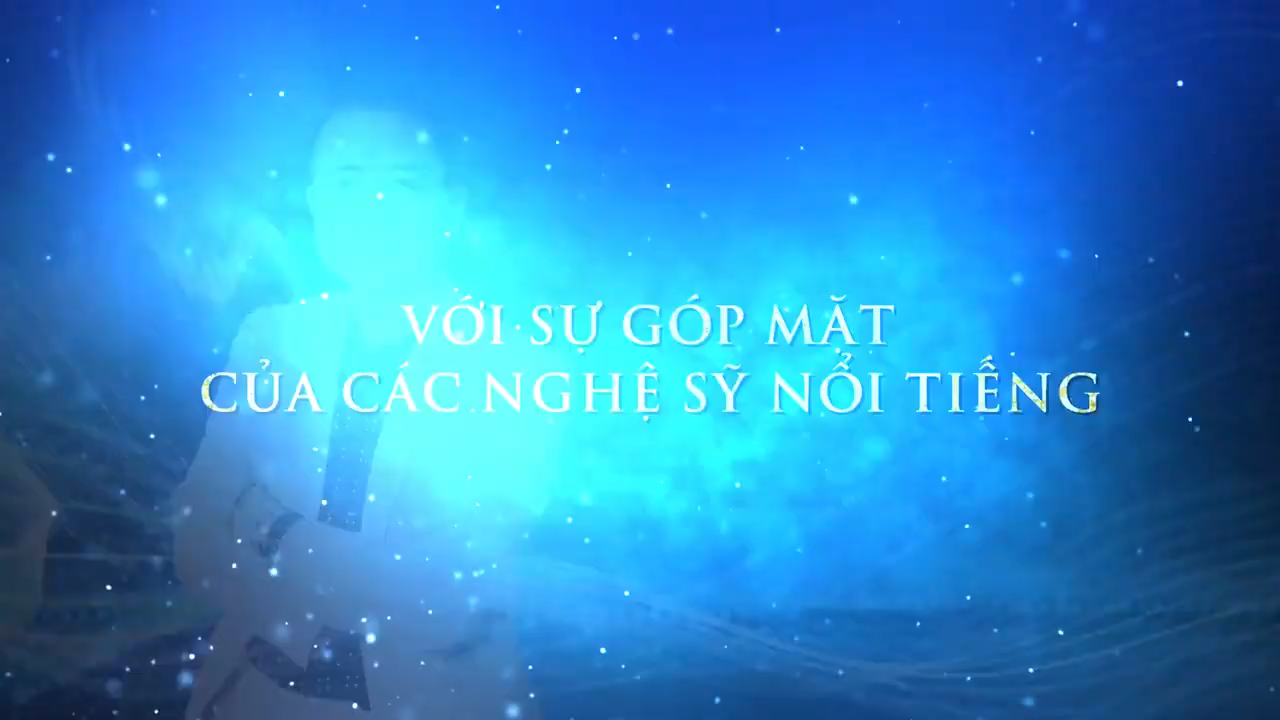 VỚI SỰ GÓP MẶT
CỦA CÁC NGHỆ SỸ NỔI TIẾNG